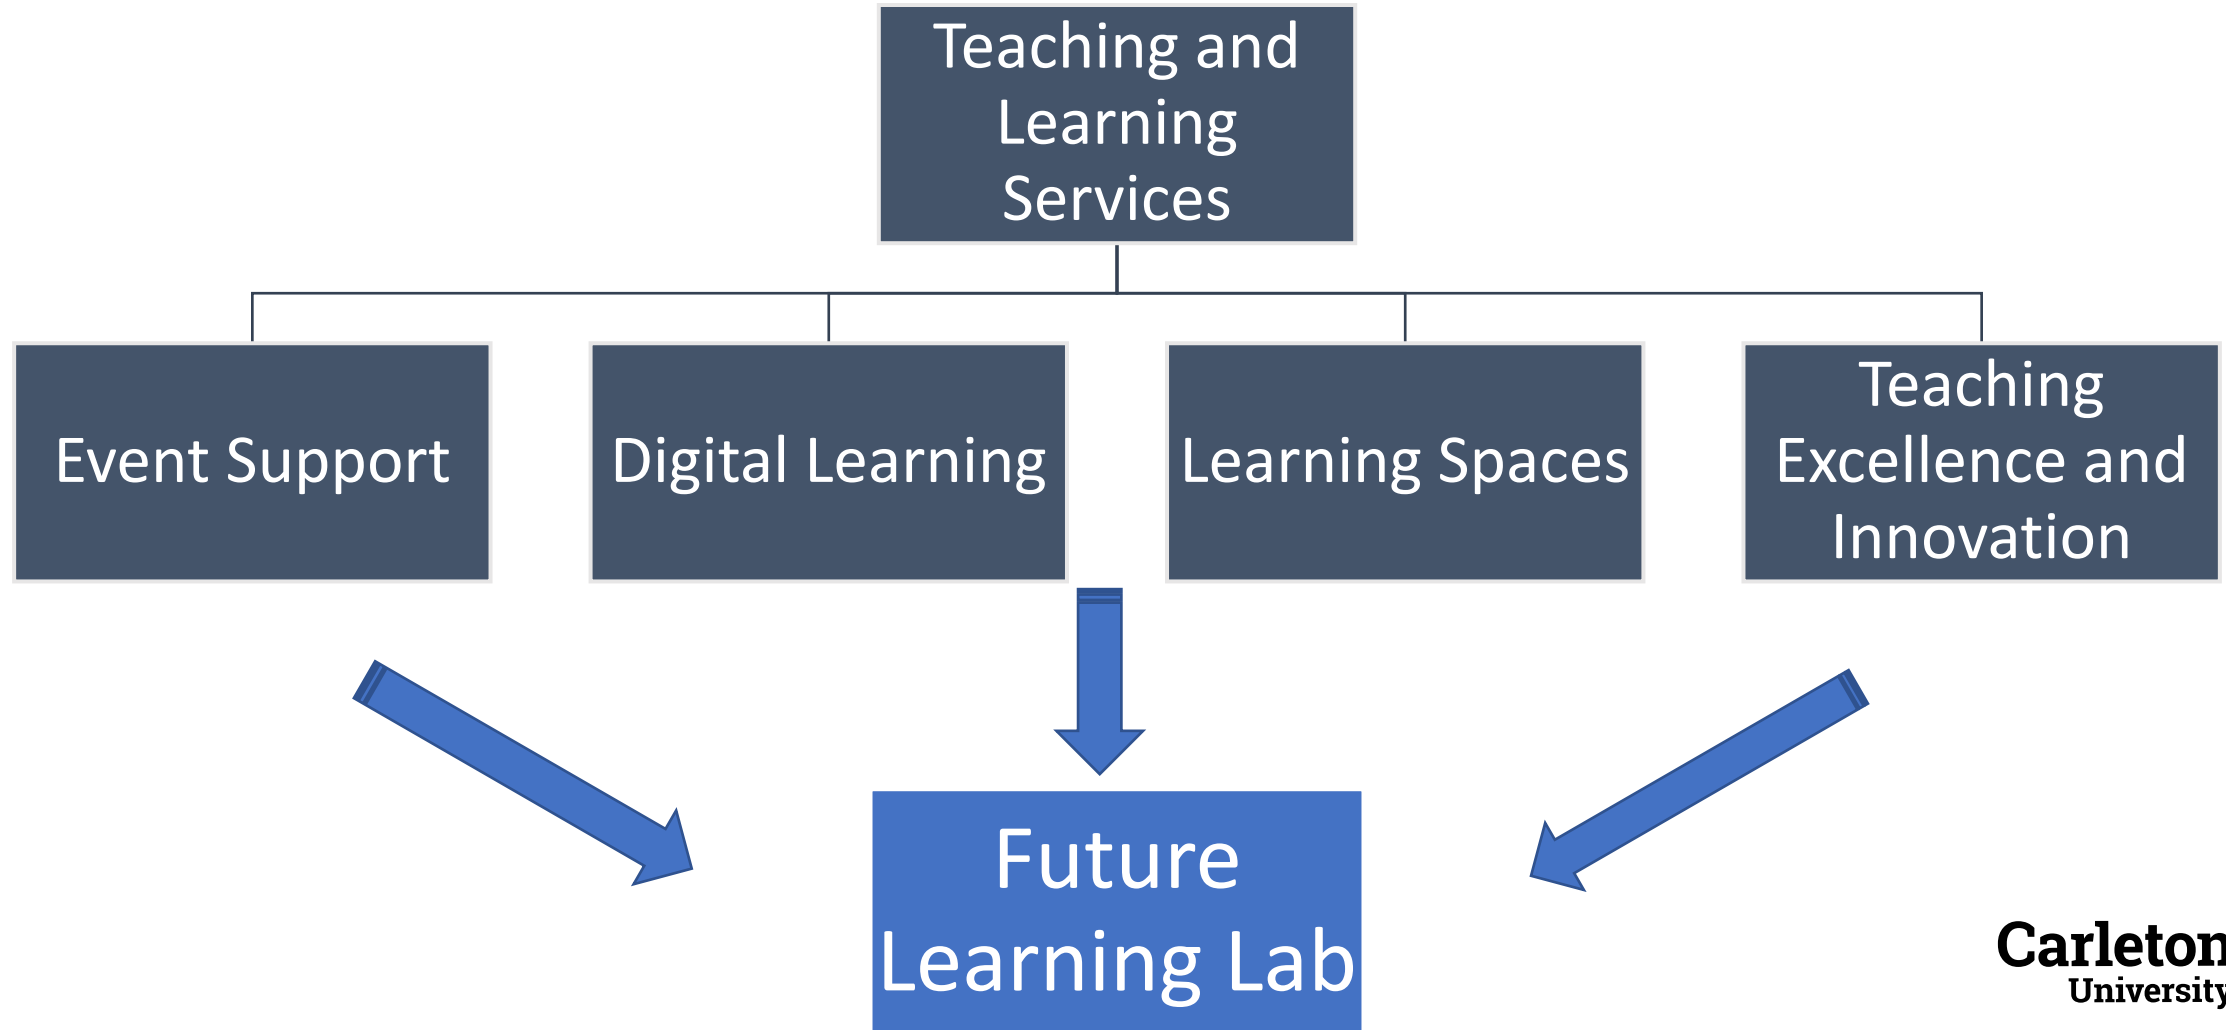 Teaching and
Learning
Services
Event Support
Digital Learning
Learning Spaces
Teaching
Excellence and
Innovation
Future
Learning Lab
Carleton
University